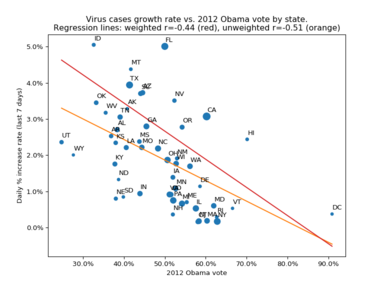 Virus cases growth rate vs. 2012 Obama vote by state.
Regression lines: weighted r=-0.44 (red), unweighted r=-0.51 (orange)
Daily % increase rate (last 7 days)
5.0%
4.0%
3.0%
2.0%
1.0%
0.0%
ID
FL
MT
TX
AZ
OK
NV
WV
AK
TN
CA
AL
GA
OR
HI
UT
KS
LA
MS
MO
NC
WY
KY
OH
NM
WI
WA
IA
ND
MN
DE
NE
SD
IN
PA
ME
MD
NH
VT
MA
NY
DC
30.0%
40.0%
50.0%
60.0%
70.0%
80.0%
90.0%
2012 Obama vote